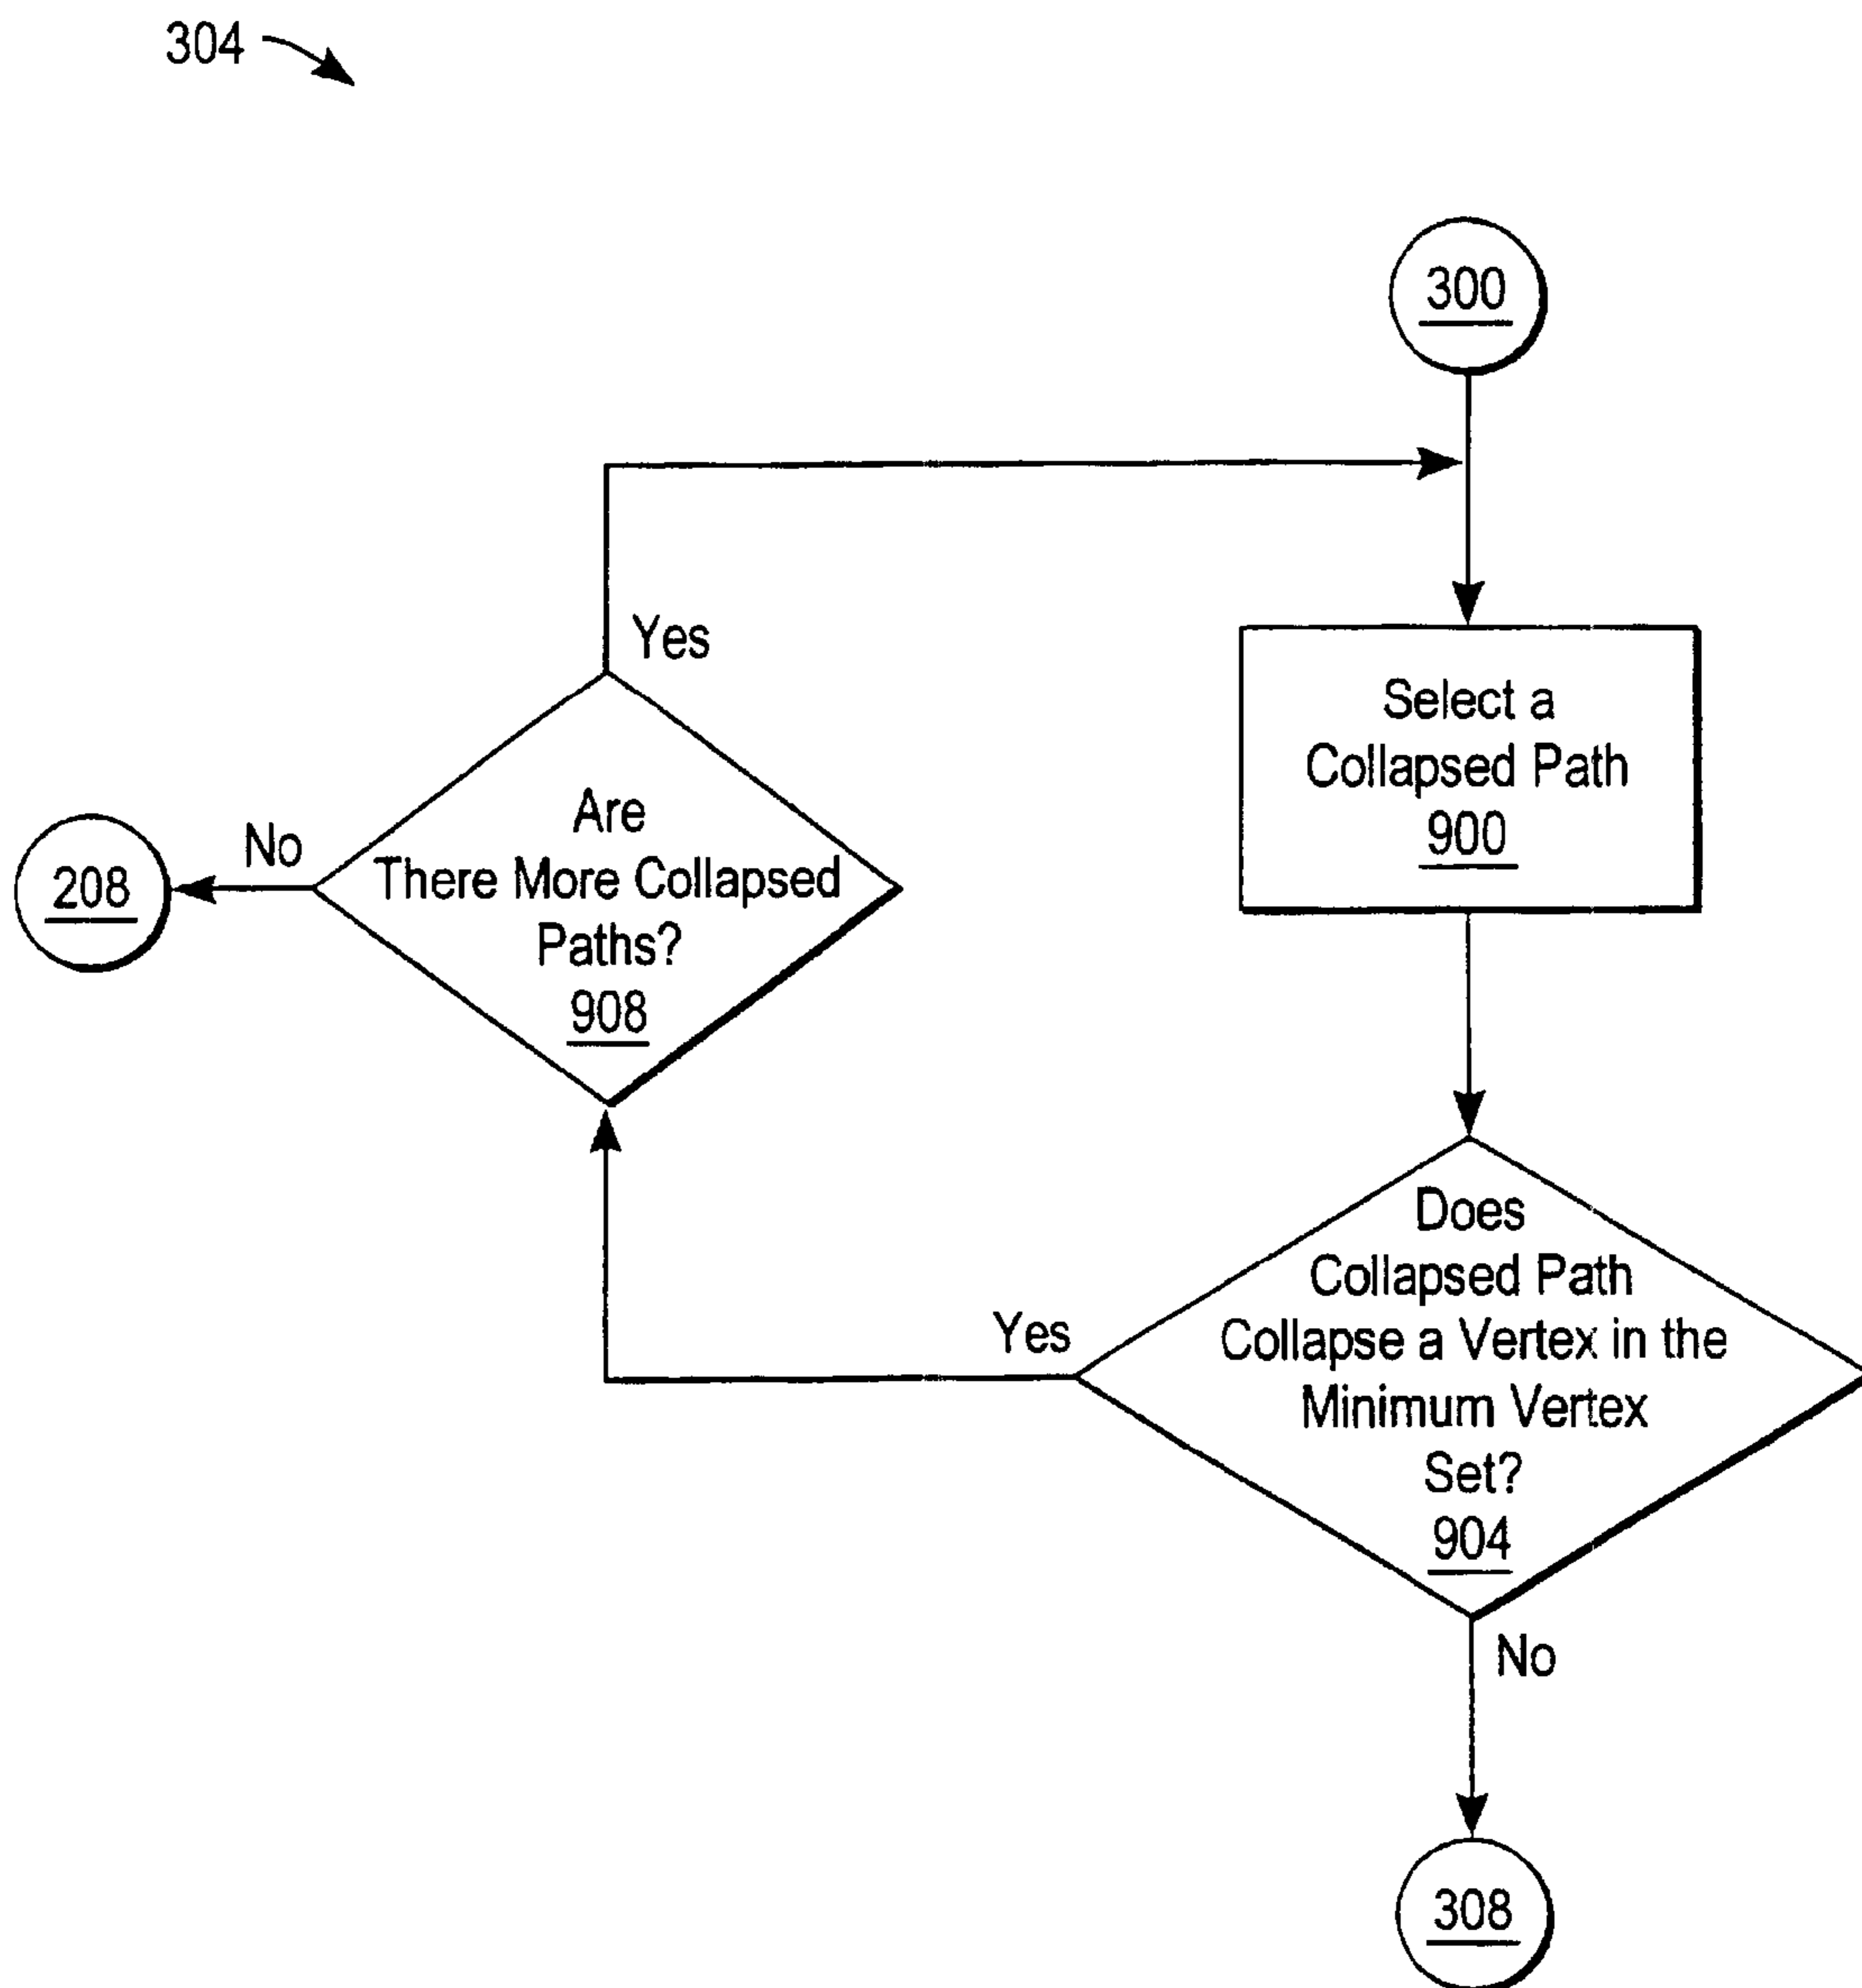 304
300
Yes
Select a
Collapsed Path
900
Are
There More Collapsed
Paths?
908
No
208
Does
Collapsed Path
Collapse a Vertex in the
Minimum Vertex
Set?
904
Yes
No
308